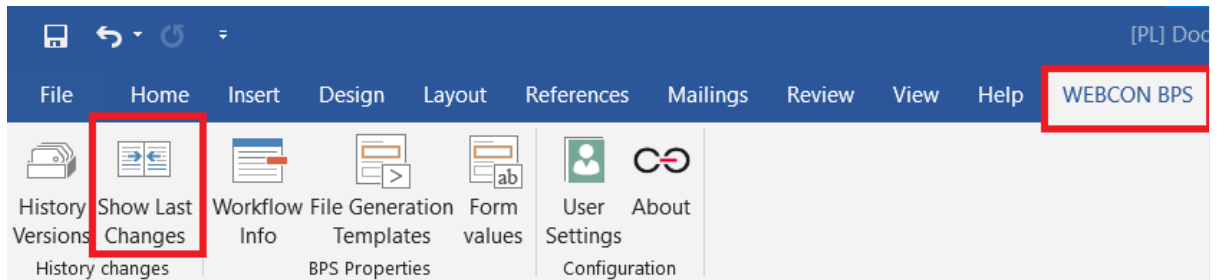 [PL] Doc
File Home Insert Design Layout References Mailings Review View Help WEBCON BPS
ab
History Show Last Workflow File Generation Form User About
Versions Changes Info Templates values Settings
History changes BPS Properties Configuration